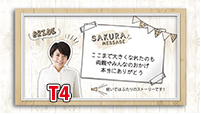 SAKURA
MESSAGE
ここまで大きくなれたのも
両親やみんなのおかげ
本当にありがとう
続いてはふたりのストーリーです!
T4